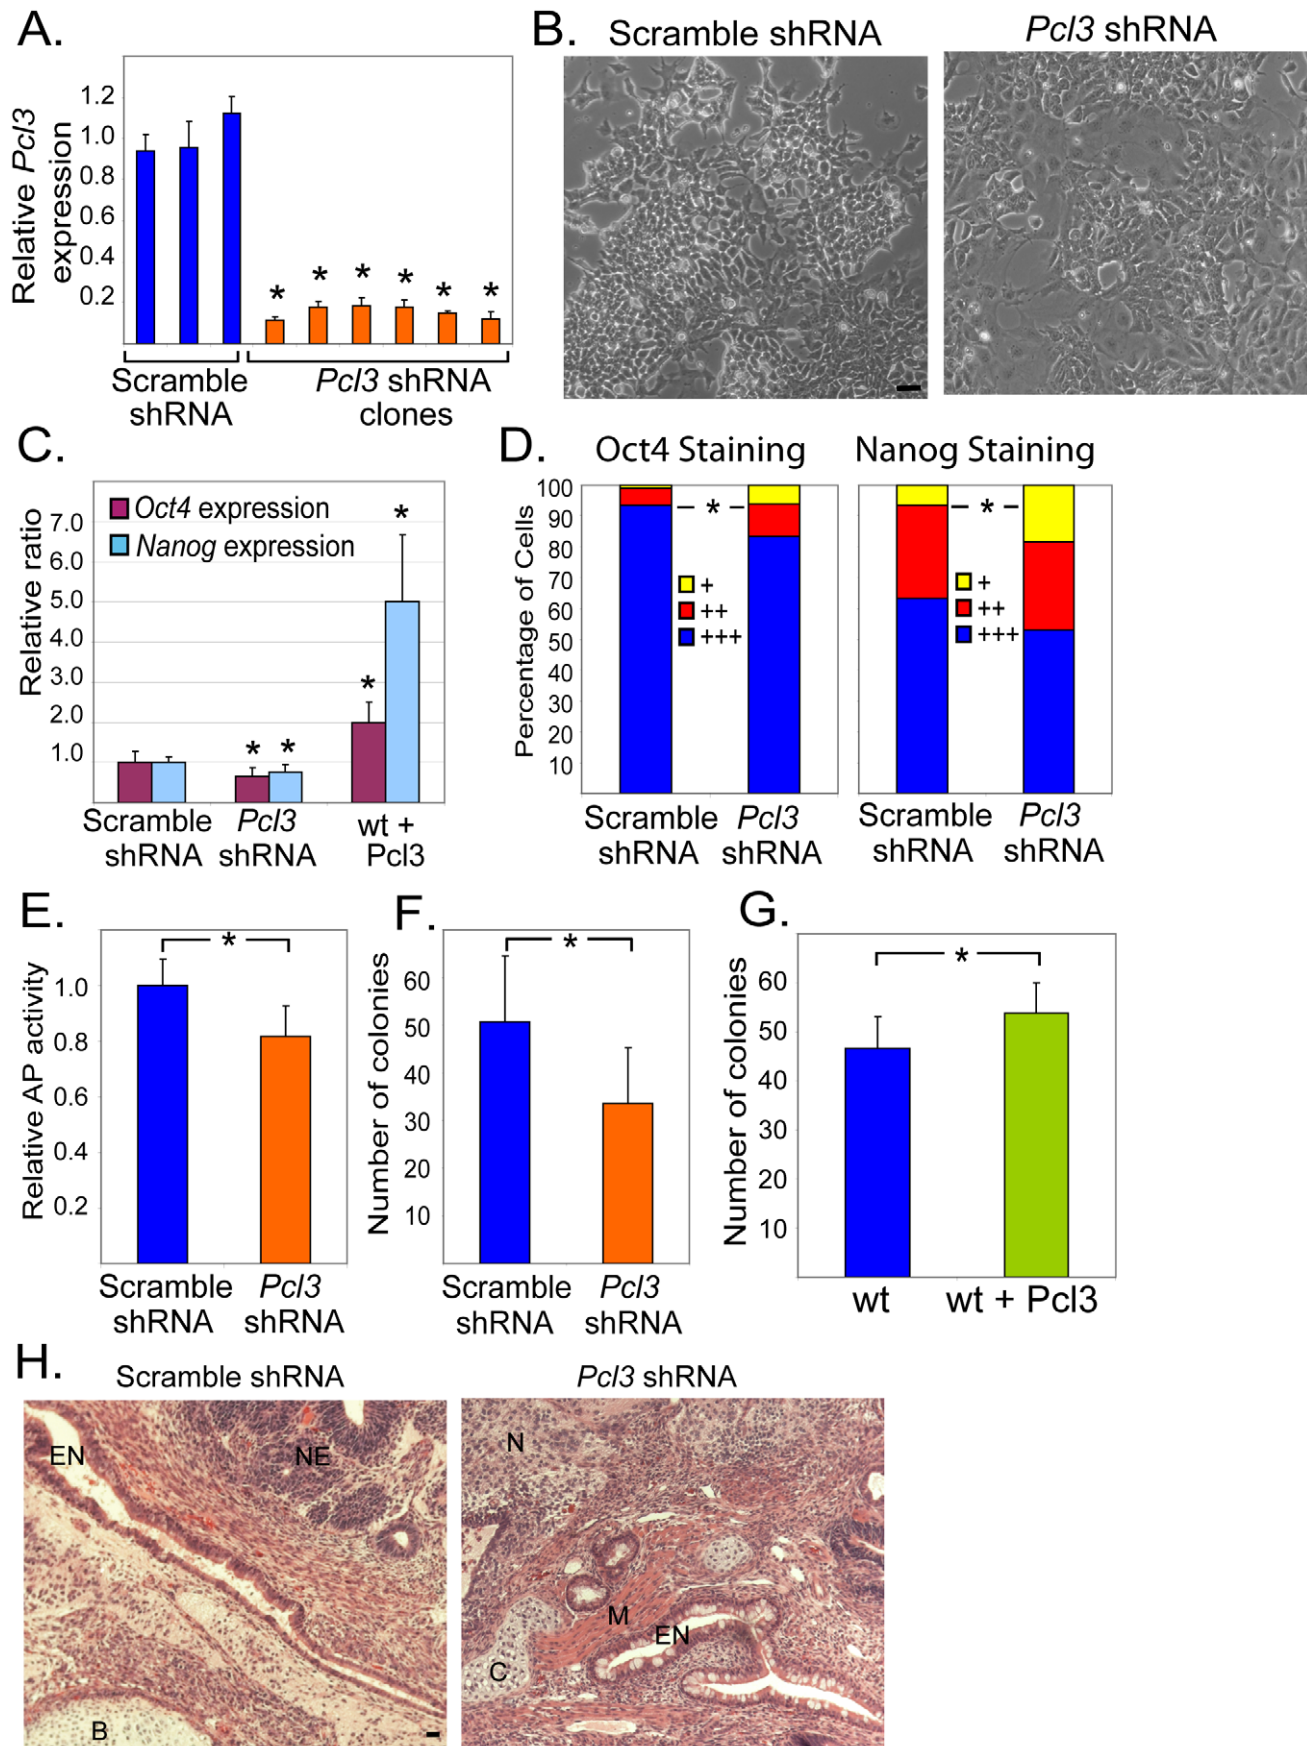 A.
Relative Pcl3
expression
1.2
1.0
0.8
0.6
0.4
0.2
* * * * * *
Scramble
shRNA
Pcl3 shRNA
clones
B.
Scramble shRNA
Pcl3 shRNA
C.
Relative ratio
Oct4 expression
Nanog expression
7.0
6.0
5.0
4.0
3.0
2.0
1.0
* * * *
Scramble
shRNA
Pcl3
shRNA
wt +
Pcl3
D.
Oct4 Staining
Percentage of Cells
100
90
80
70
60
50
40
30
20
10
*
+
++
+++
Scramble
shRNA
Pcl3
shRNA
Nanog Staining
*
+
++
+++
Scramble
shRNA
Pcl3
shRNA
E.
Relative AP activity
1.0
0.8
0.6
0.4
0.2
*
Scramble
shRNA
Pcl3
shRNA
F.
Number of colonies
60
50
40
30
20
10
*
Scramble
shRNA
Pcl3
shRNA
G.
Number of colonies
60
50
40
30
20
10
*
wt
wt + Pcl3
H.
Scramble shRNA
EN
NE
B
Pcl3 shRNA
N
M
EN
C